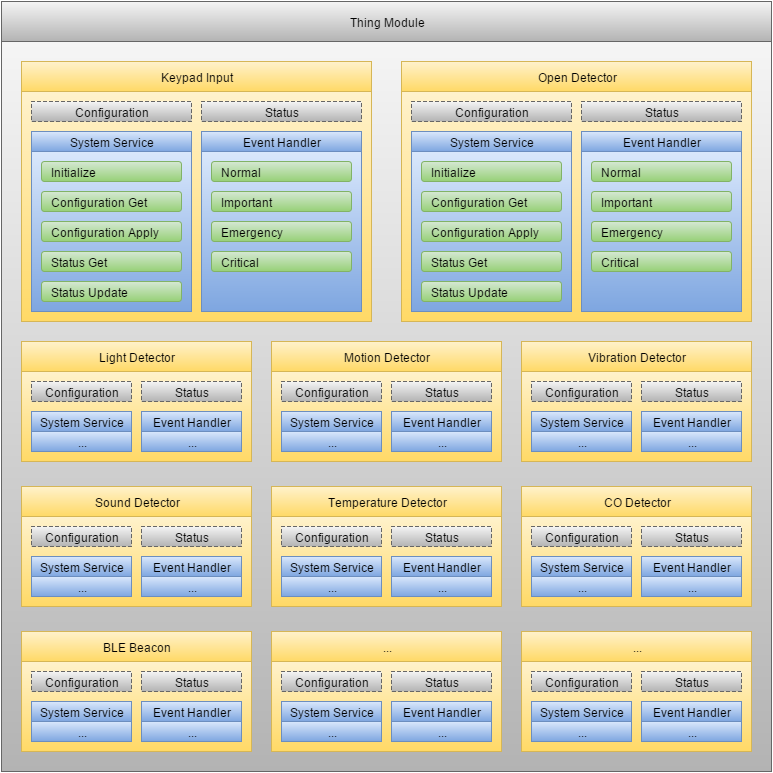 Thing Module
Keypad Input
Configuration
Status
System Service
Initialize
Configuration Get
Configuration Apply
Status Get
Status Update
Event Handler
Normal
Important
Emergency
Critical
Open Detector
Configuration
Status
System Service
Initialize
Configuration Get
Configuration Apply
Status Get
Status Update
Event Handler
Normal
Important
Emergency
Critical
Light Detector
Configuration
Status
System Service
...
Event Handler
...
Motion Detector
Configuration
Status
System Service
...
Event Handler
...
Vibration Detector
Configuration
Status
System Service
...
Event Handler
...
Sound Detector
Configuration
Status
System Service
...
Event Handler
...
Temperature Detector
Configuration
Status
System Service
...
Event Handler
...
CO Detector
Configuration
Status
System Service
...
Event Handler
...
BLE Beacon
Configuration
Status
System Service
...
Event Handler
...
...
Configuration
Status
System Service
...
Event Handler
...
...
Configuration
Status
System Service
...
Event Handler
...